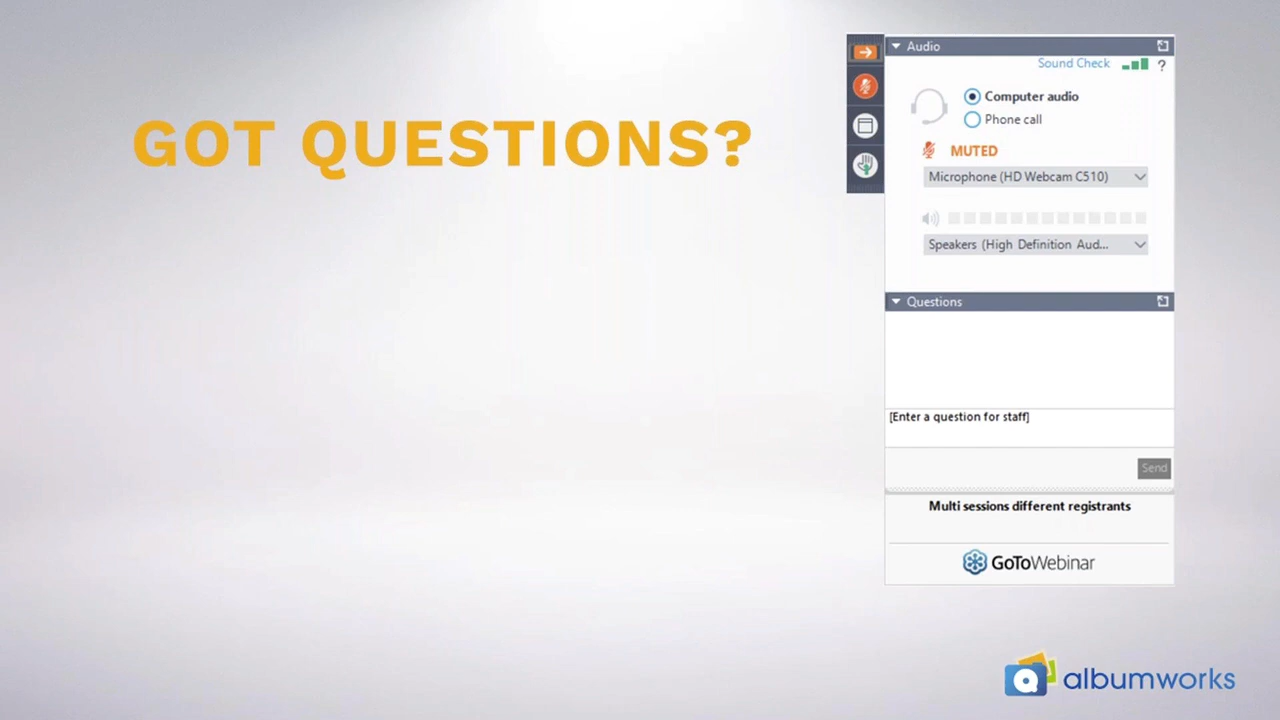 GOT QUESTIONS?
Audio
Sound Check
?
Computer audio
Phone call
MUTED
Microphone (HD Webcam C510)
Speakers (High Definition Aud...
Questions
[Enter a question for staff]
Send
Multi sessions different registrants
GoToWebinar
albumworks